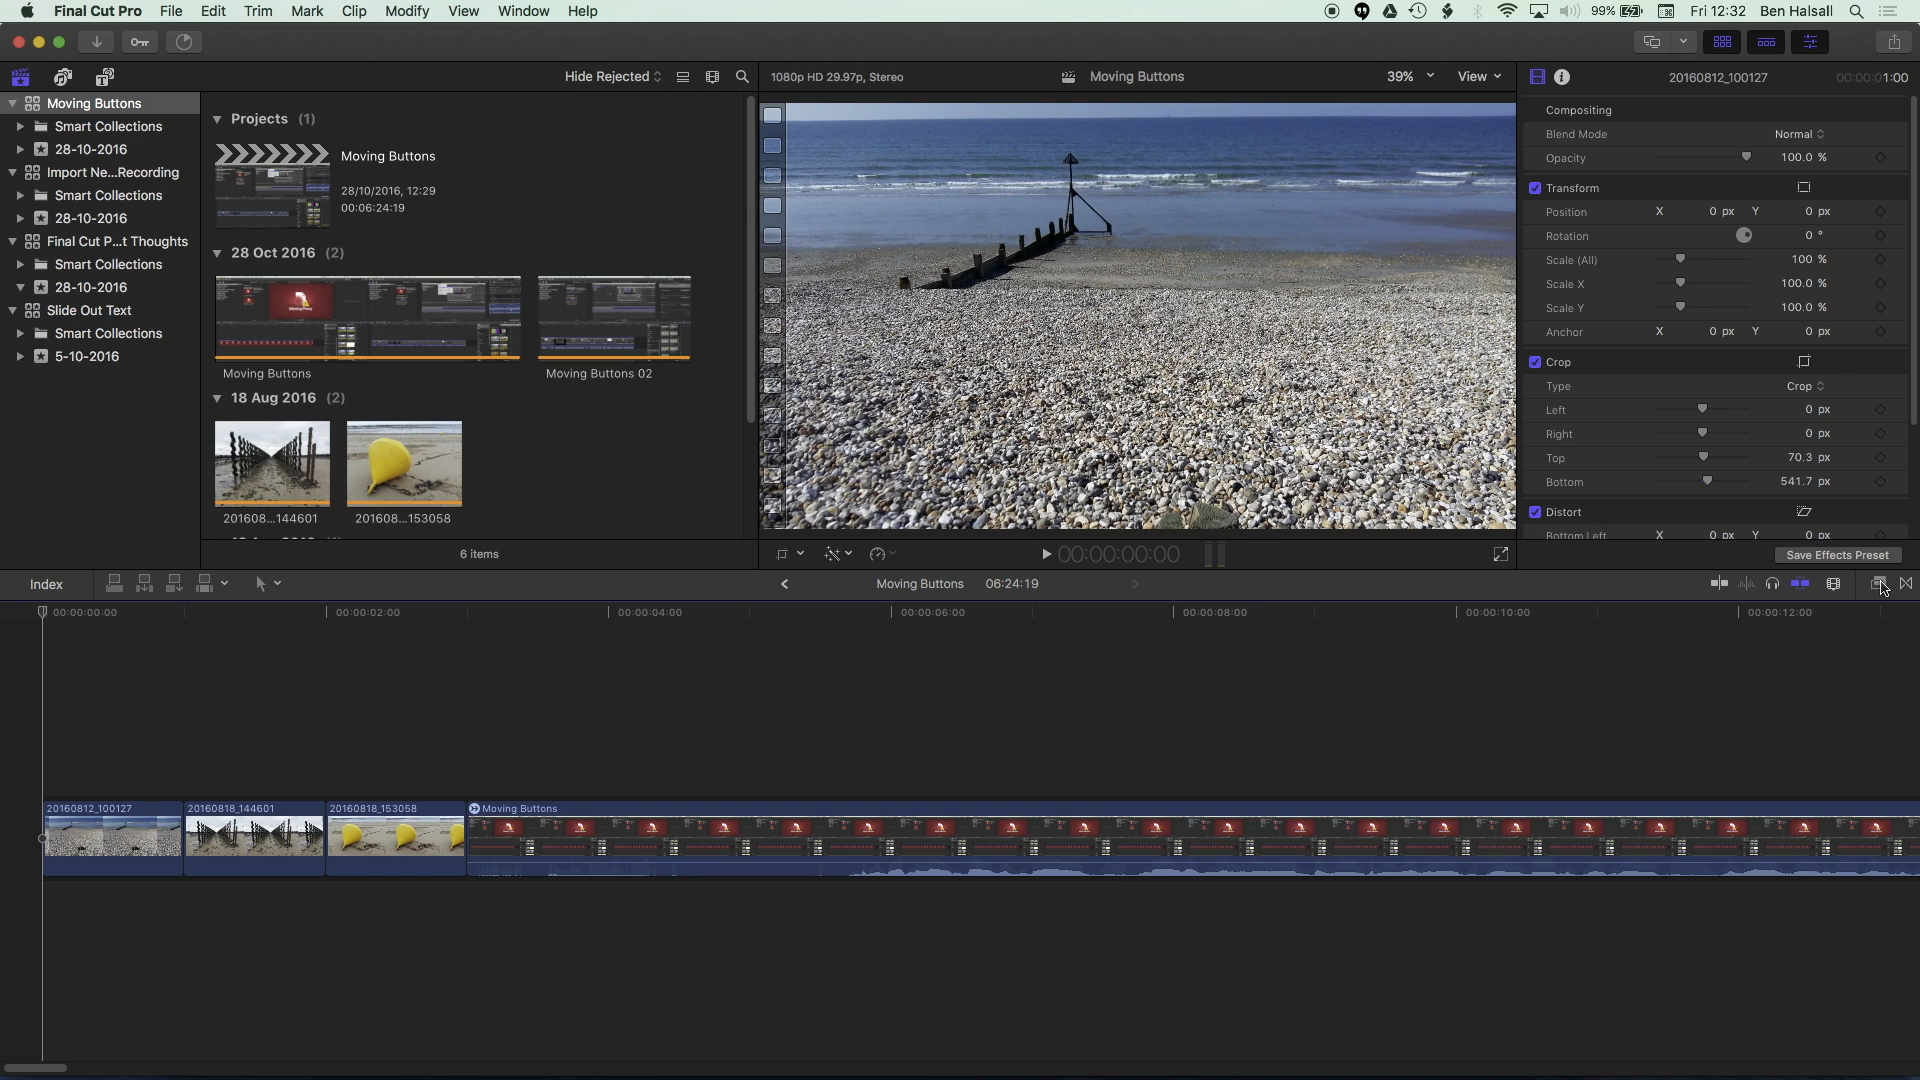 Final Cut Pro File Edit Trim Mark Clip Modify View Window Help 99% Fri 12:32 Ben Halsall
Hide Rejected
1080p HD 29.97p, Stereo Moving Buttons 39% View
20160812_100127 00:00:01:00
Moving Buttons
Smart Collections
28-10-2016
Import Ne...Recording
Smart Collections
28-10-2016
Final Cut P...t Thoughts
Smart Collections
28-10-2016
Slide Out Text
Smart Collections
5-10-2016
Projects (1)
Moving Buttons
28/10/2016, 12:29
00:06:24:19
28 Oct 2016 (2)
Moving Buttons
Moving Buttons 02
18 Aug 2016 (2)
201608...144601
201608...153058
6 items
00:00:00:00
Compositing
Blend Mode Normal
Opacity 100.0 %
Transform
Position X 0 px Y 0 px
Rotation 0 °
Scale (All) 100 %
Scale X 100.0 %
Scale Y 100.0 %
Anchor X 0 px Y 0 px
Crop
Type Crop
Left 0 px
Right 0 px
Top 70.3 px
Bottom 541.7 px
Distort
Bottom Left X 0 px Y 0 px
Save Effects Preset
Index Moving Buttons 06:24:19
00:00:00:00 00:00:02:00 00:00:04:00 00:00:06:00 00:00:08:00 00:00:10:00 00:00:12:00
20160812_100127 20160818_144601 20160818_153058 Moving Buttons